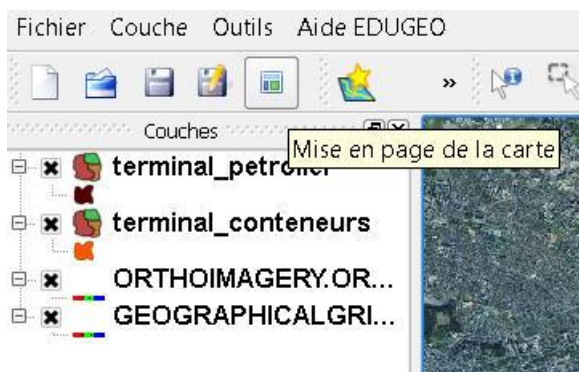 Fichier Couche Outils Aide EDUGEO
»
Couches
Mise en page de la carte
terminal_petrolier
terminal_conteneurs
ORTHOIMAGERY.OR...
GEOGRAPHICALGRI...